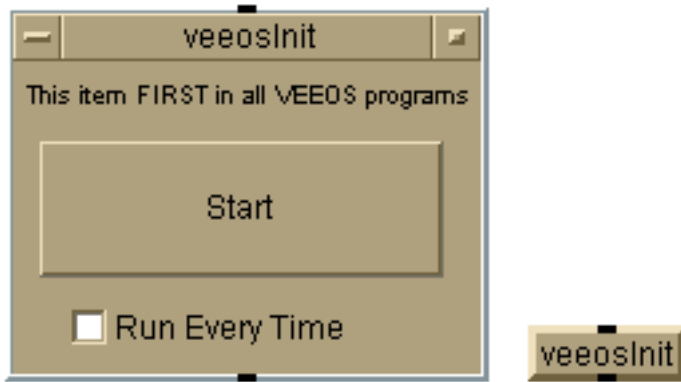 veeosInit
This item FIRST in all VEEOS programs
Start
Run Every Time
veeosInit